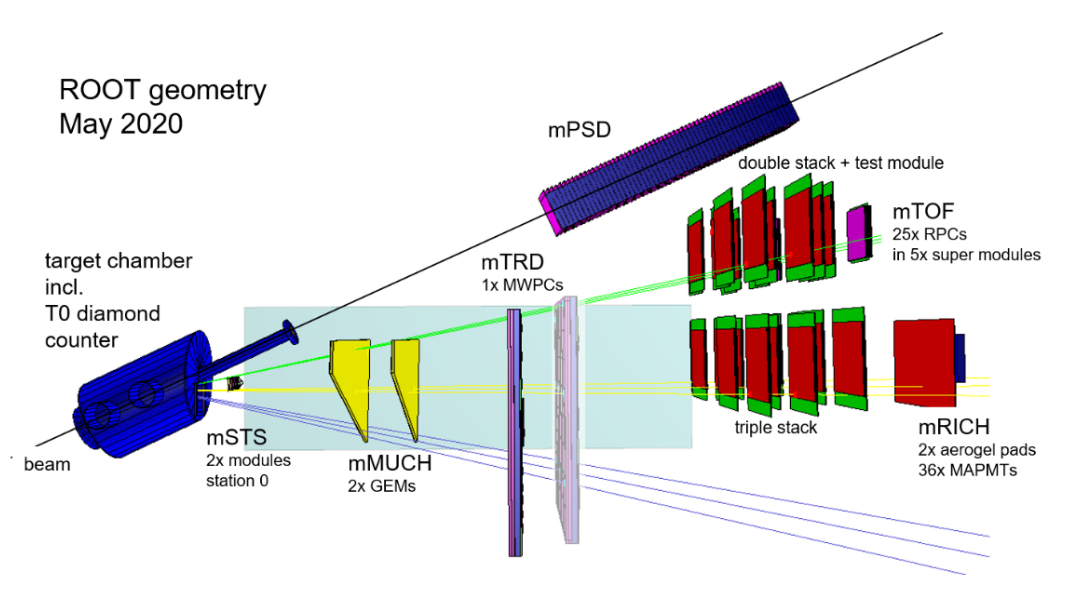 ROOT geometry
May 2020
mPSD
double stack + test module
mTOF
25x RPCs
in 5x super modules
mTRD
1x MWPCs
target chamber
incl.
T0 diamond
counter
beam
mSTS
2x modules
station 0
mMUCH
2x GEMs
triple stack
mRICH
2x aerogel pads
36x MAPMTs